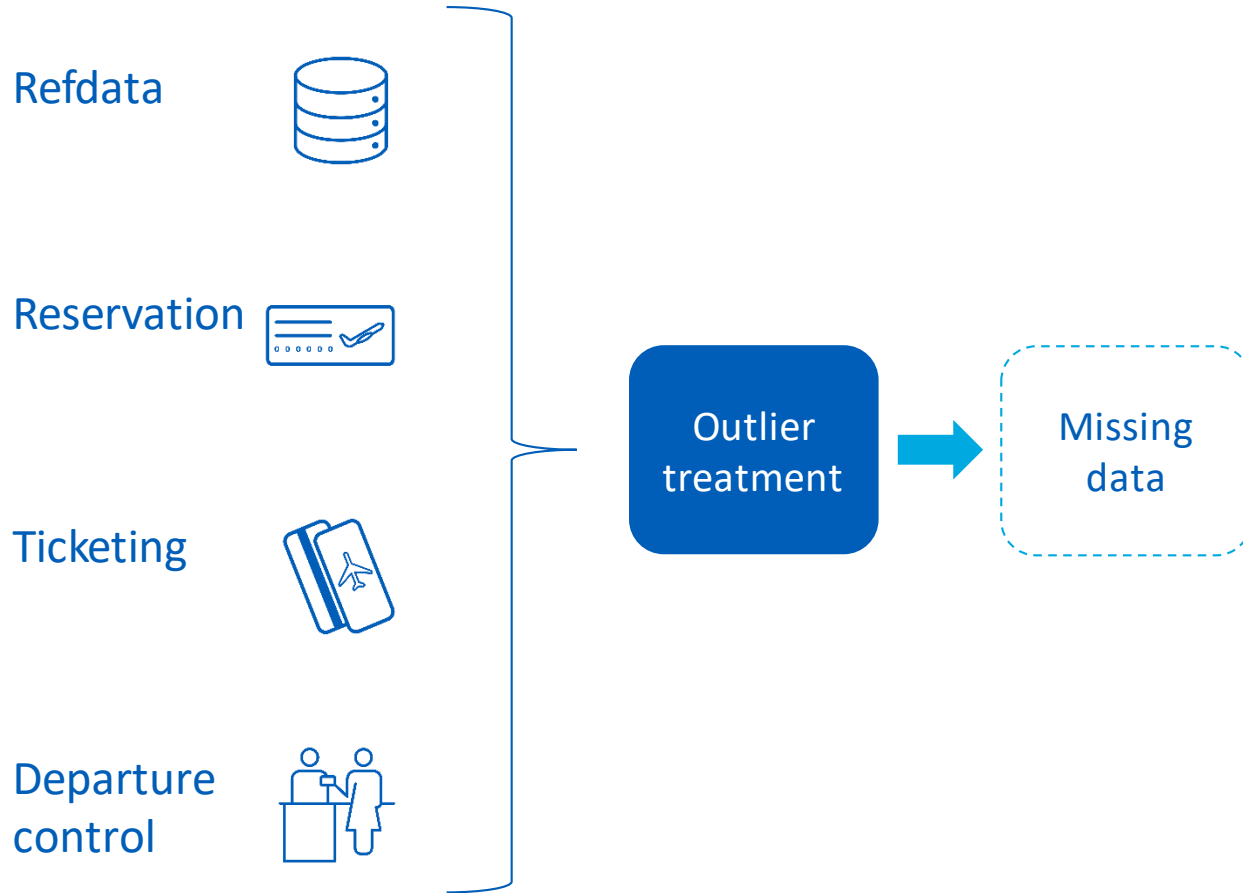 Refdata
Reservation
Ticketing
Departure
control
Outlier
treatment
Missing
data